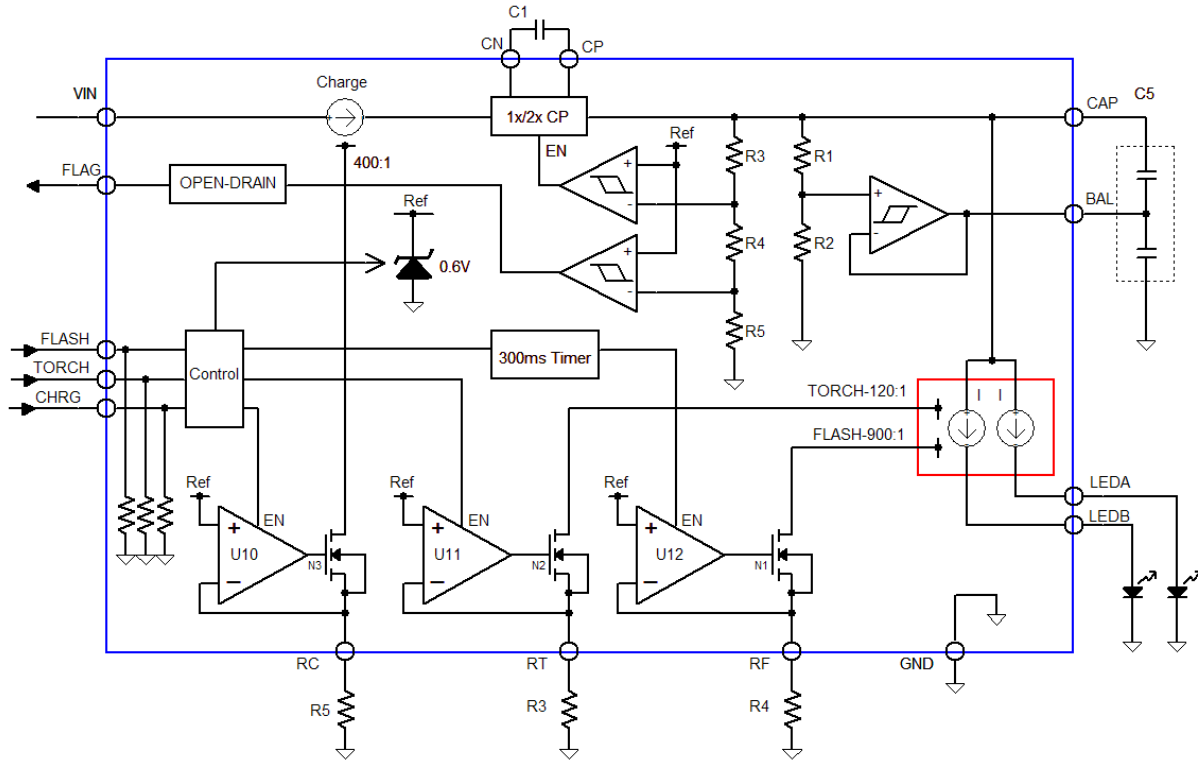 C1
CN
CP
VIN
Charge
1x/2x CP
CAP
C5
EN
Ref
R3
R1
400:1
FLAG
OPEN-DRAIN
+
-
+
-
BAL
Ref
0.6V
R4
R2
+
-
R5
FLASH
TORCH
CHRG
Control
300ms Timer
TORCH-120:1
I
I
FLASH-900:1
LEDA
LEDB
Ref
EN
+
U10
−
N3
Ref
EN
+
U11
−
N2
Ref
EN
+
U12
−
N1
RC
RT
RF
GND
R5
R3
R4